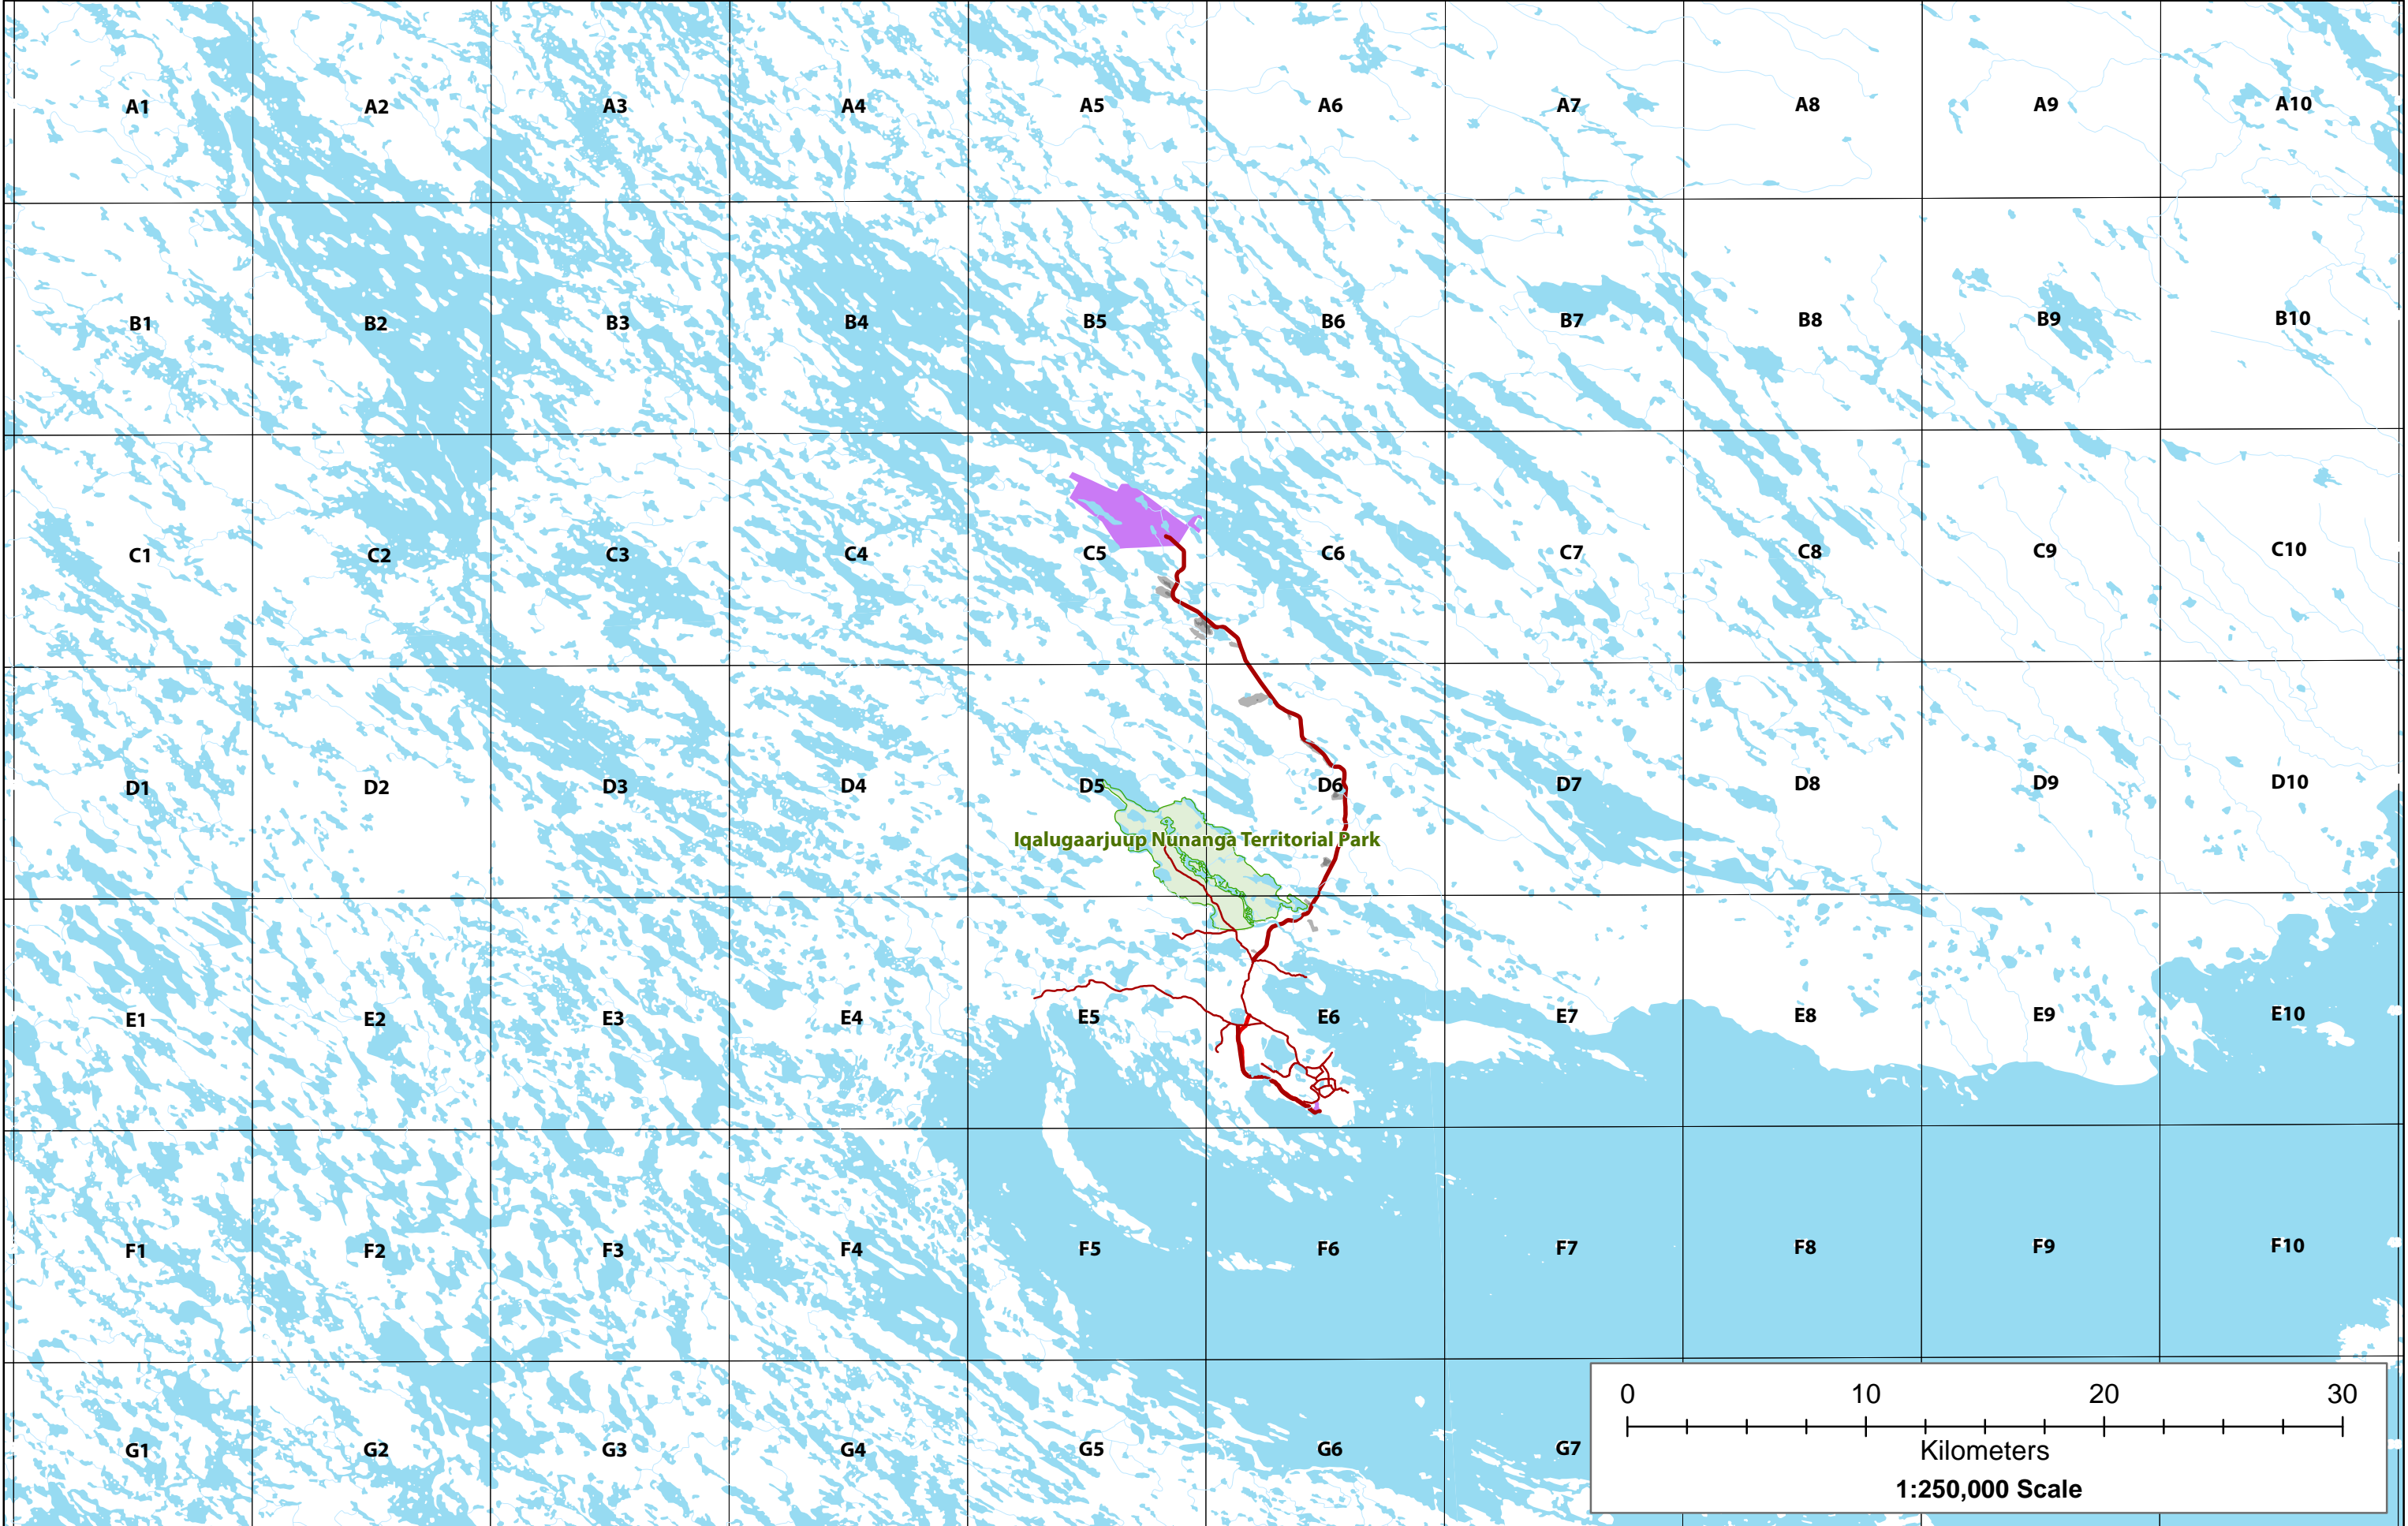 A1 A2 A3 A4 A5 A6 A7 A8 A9 A10
B1 B2 B3 B4 B5 B6 B7 B8 B9 B10
C1 C2 C3 C4 C5 C6 C7 C8 C9 C10
D1 D2 D3 D4 D5 D6 D7 D8 D9 D10
Iqalugaarjuup Nunanga Territorial Park
E1 E2 E3 E4 E5 E6 E7 E8 E9 E10
F1 F2 F3 F4 F5 F6 F7 F8 F9 F10
G1 G2 G3 G4 G5 G6 G7
0 10 20 30
Kilometers
1:250,000 Scale